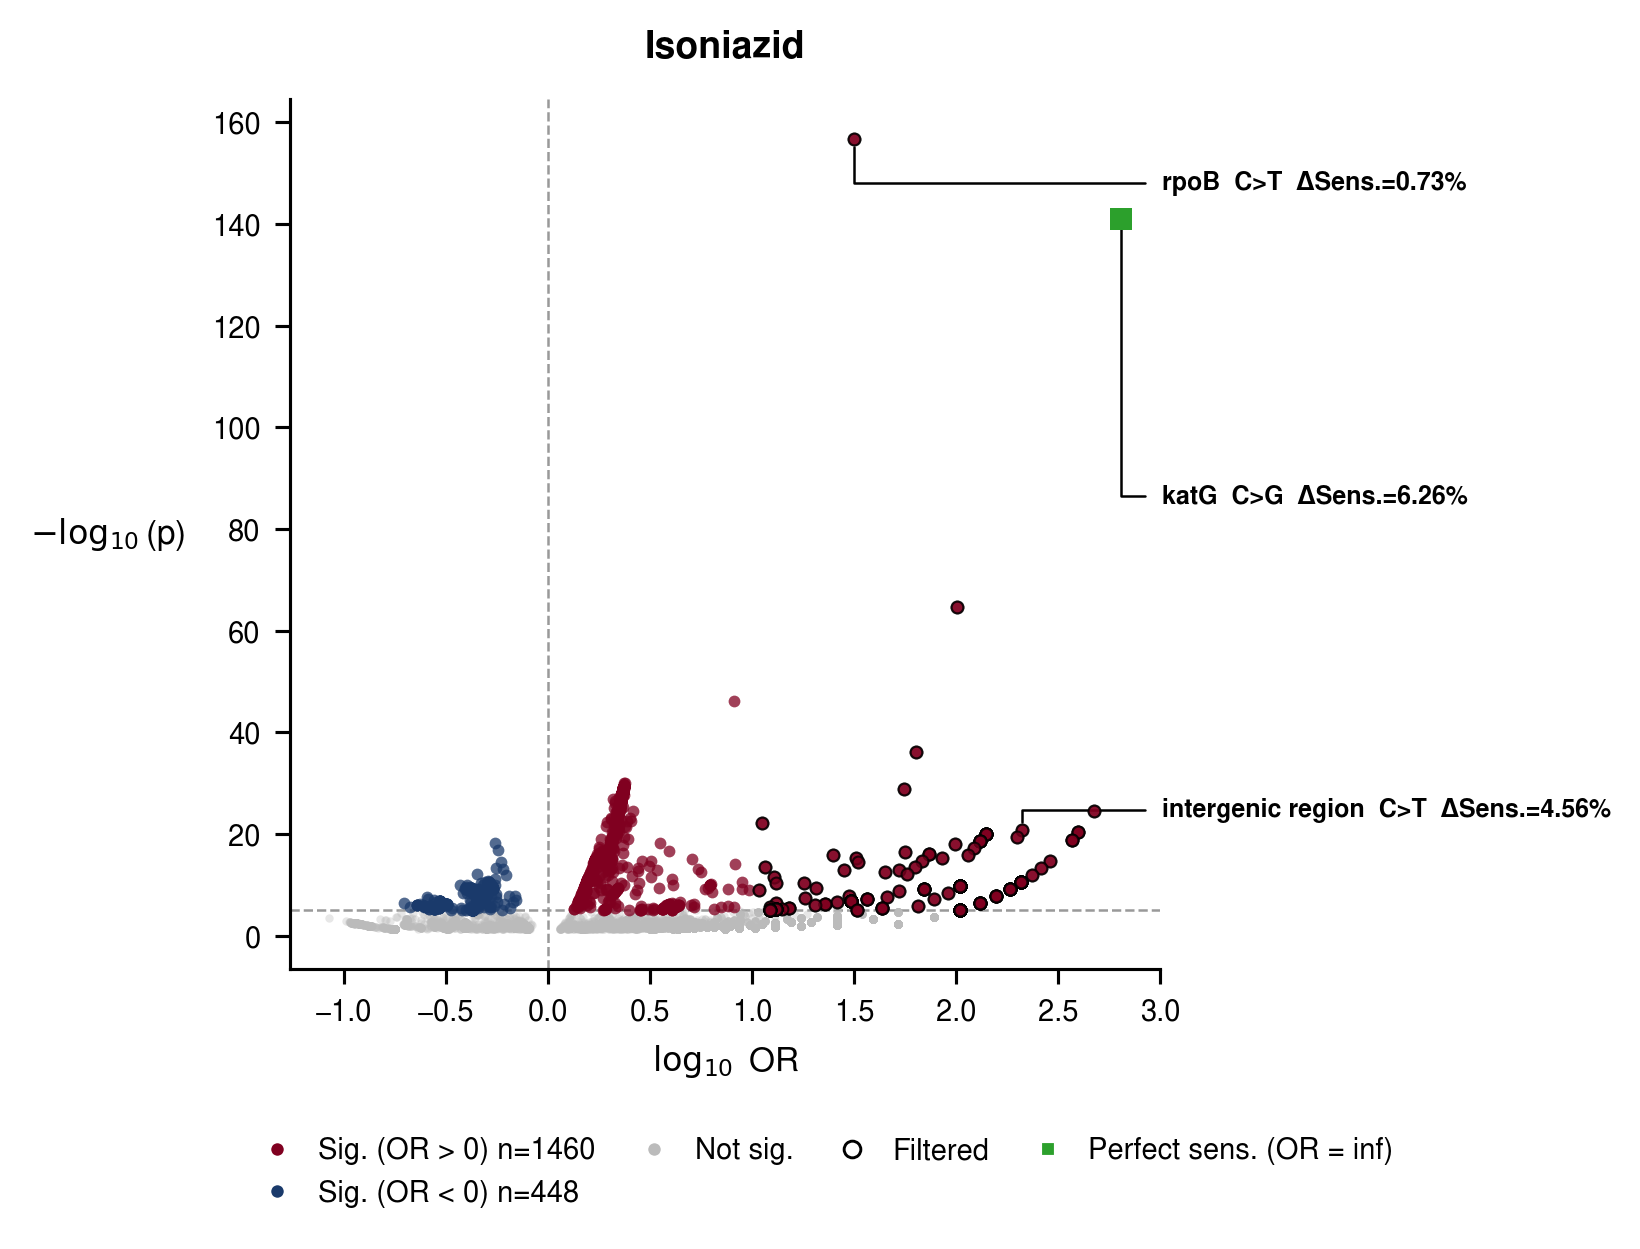 Isoniazid
160
140
120
100
80
60
40
20
0
−log₁₀ (p)
rpoB C>T ΔSens.=0.73%
katG C>G ΔSens.=6.26%
intergenic region C>T ΔSens.=4.56%
−1.0 −0.5 0.0 0.5 1.0 1.5 2.0 2.5 3.0
log₁₀ OR
Sig. (OR > 0) n=1460 Not sig. Filtered Perfect sens. (OR = inf)
Sig. (OR < 0) n=448